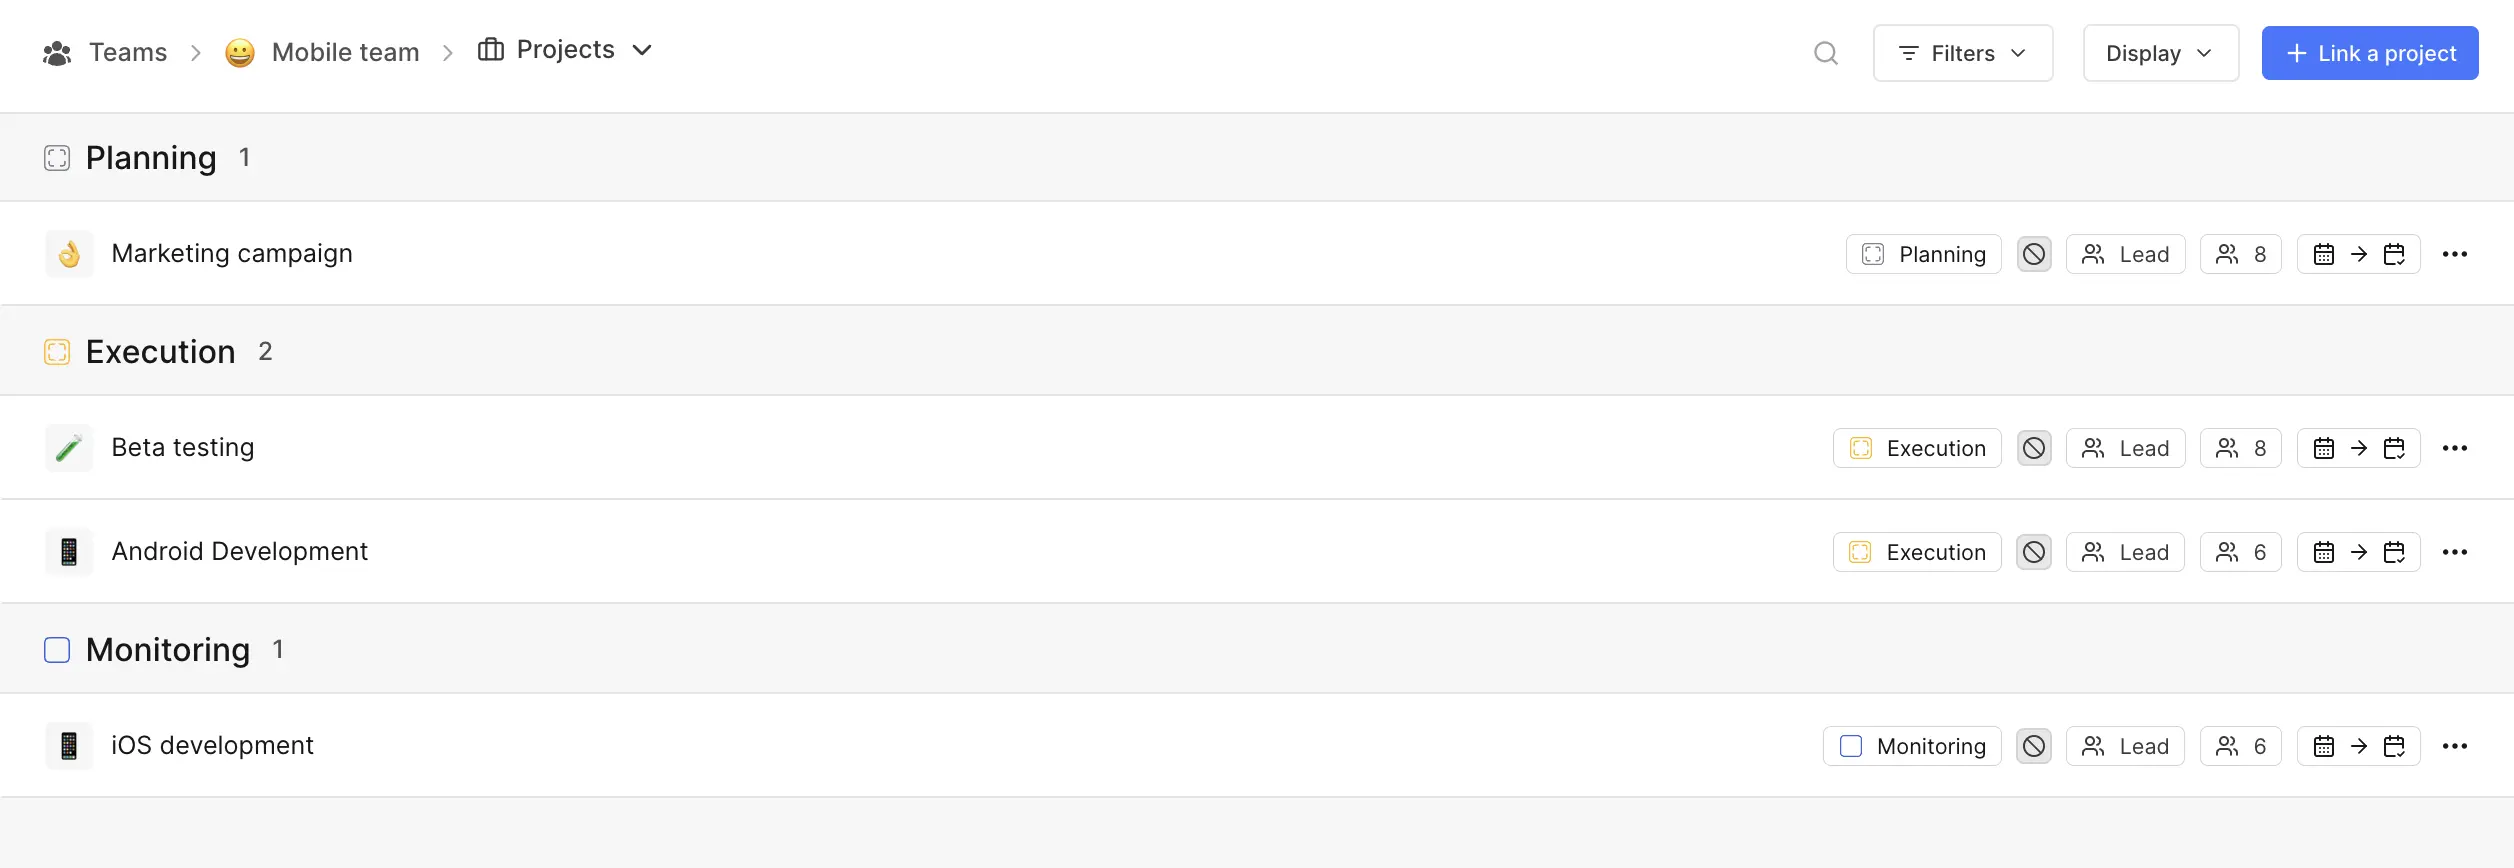 Teams > Mobile team > Projects Filters Display + Link a project
Planning 1
Marketing campaign Planning Lead 8
Execution 2
Beta testing Execution Lead 8
Android Development Execution Lead 6
Monitoring 1
iOS development Monitoring Lead 6